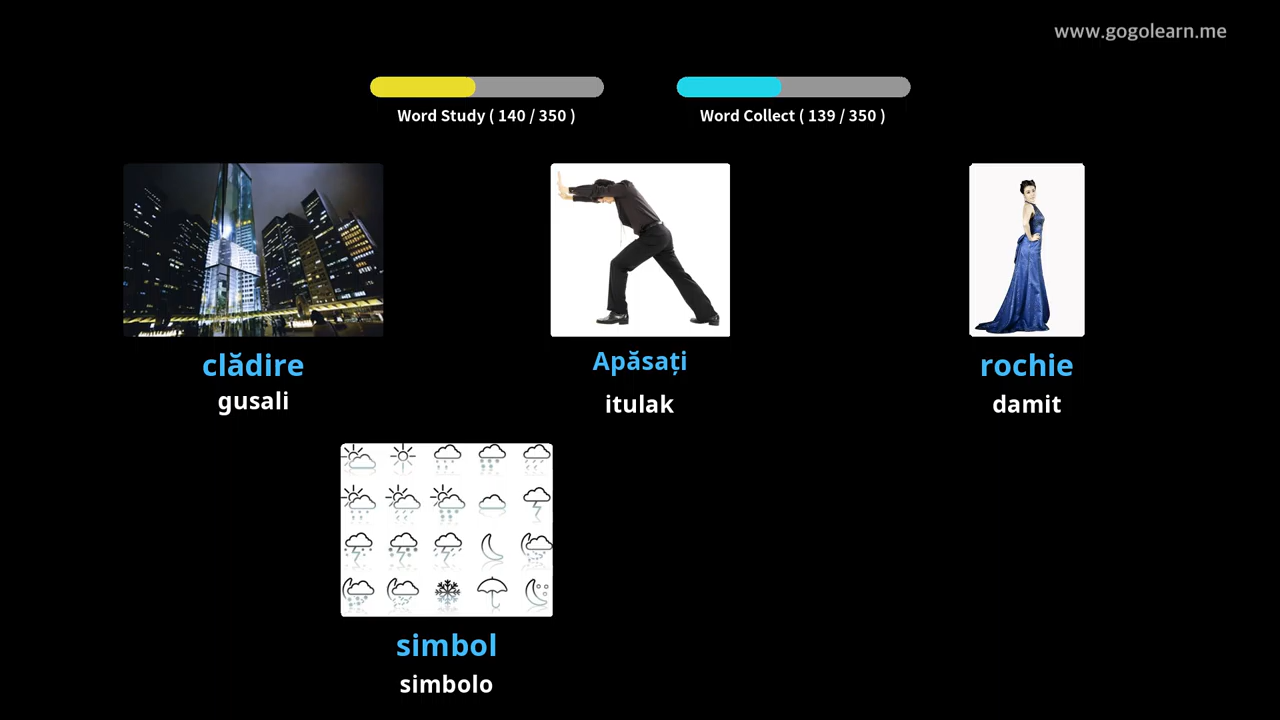 www.gogolearn.me
Word Study ( 140 / 350 )
Word Collect ( 139 / 350 )
clădire
gusali
Apăsați
itulak
rochie
damit
simbol
simbolo